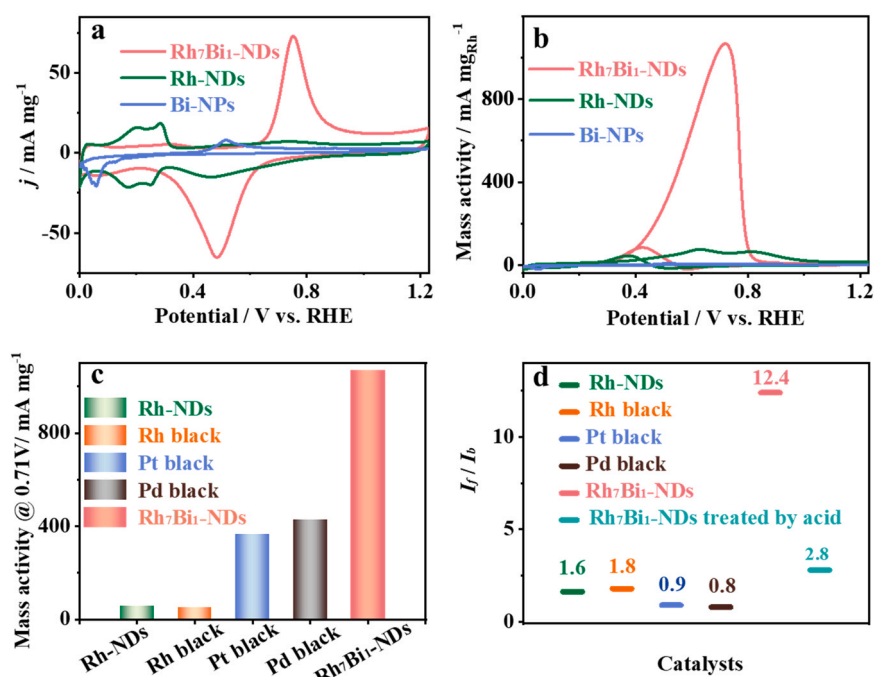 a
Rh₇Bi₁-NDs
Rh-NDs
Bi-NPs
50
0
-50
j / mA mg⁻¹
0.0
0.4
0.8
1.2
Potential / V vs. RHE
b
Rh₇Bi₁-NDs
Rh-NDs
Bi-NPs
800
400
0
Mass activity / mA mg_Rh⁻¹
0.0
0.4
0.8
1.2
Potential / V vs. RHE
c
Rh-NDs
Rh black
Pt black
Pd black
Rh₇Bi₁-NDs
800
400
0
Mass activity @ 0.71V/ mA mg⁻¹
Rh-NDs
Rh black
Pt black
Pd black
Rh₇Bi₁-NDs
d
Rh-NDs
Rh black
Pt black
Pd black
Rh₇Bi₁-NDs
Rh₇Bi₁-NDs treated by acid
12.4
1.6
1.8
0.9
0.8
2.8
12
6
0
I_f / I_b
Catalysts